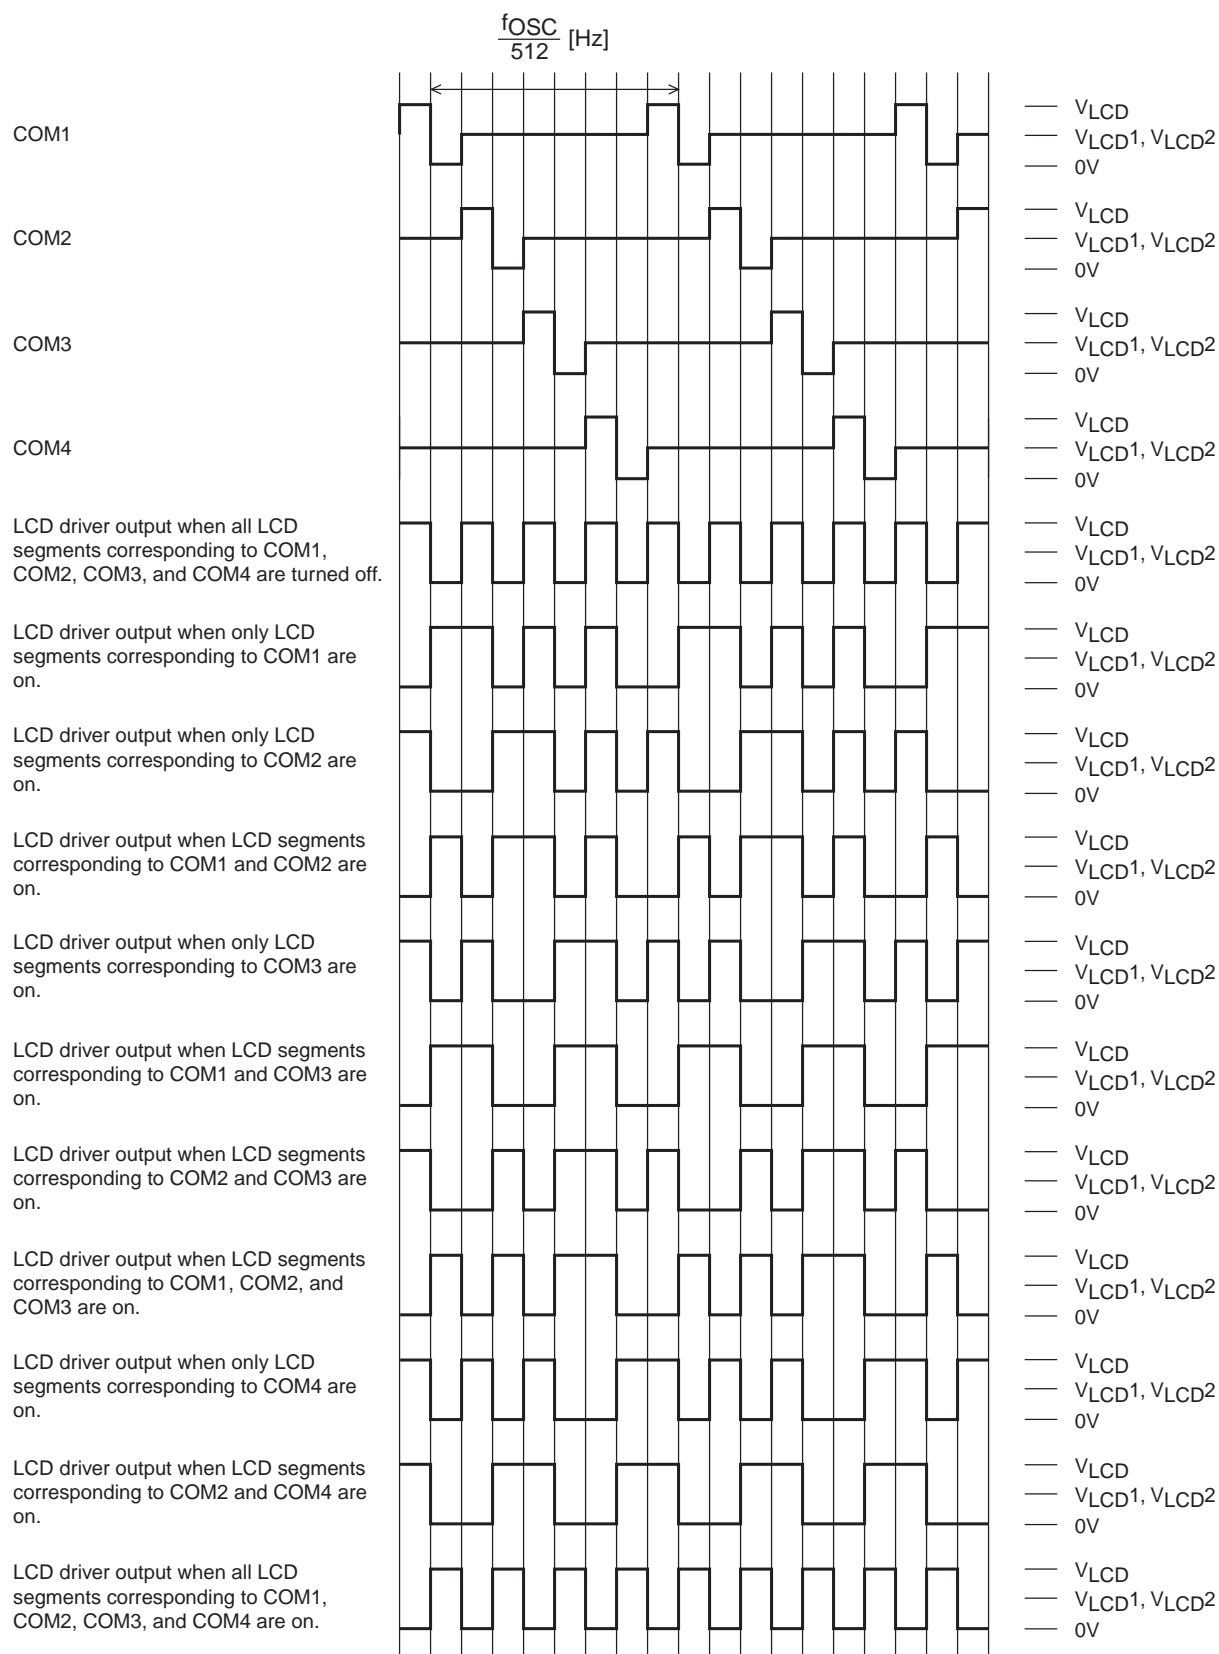 fOSC
512 [Hz]
VLCD
COM1
VLCD1, VLCD2
0V
VLCD
COM2
VLCD1, VLCD2
0V
VLCD
COM3
VLCD1, VLCD2
0V
VLCD
COM4
VLCD1, VLCD2
0V
LCD driver output when all LCD
segments corresponding to COM1,
COM2, COM3, and COM4 are turned off.
VLCD
VLCD1, VLCD2
0V
LCD driver output when only LCD
segments corresponding to COM1 are
on.
VLCD
VLCD1, VLCD2
0V
LCD driver output when only LCD
segments corresponding to COM2 are
on.
VLCD
VLCD1, VLCD2
0V
LCD driver output when LCD segments
corresponding to COM1 and COM2 are
on.
VLCD
VLCD1, VLCD2
0V
LCD driver output when only LCD
segments corresponding to COM3 are
on.
VLCD
VLCD1, VLCD2
0V
LCD driver output when LCD segments
corresponding to COM1 and COM3 are
on.
VLCD
VLCD1, VLCD2
0V
LCD driver output when LCD segments
corresponding to COM2 and COM3 are
on.
VLCD
VLCD1, VLCD2
0V
LCD driver output when LCD segments
corresponding to COM1, COM2, and
COM3 are on.
VLCD
VLCD1, VLCD2
0V
LCD driver output when only LCD
segments corresponding to COM4 are
on.
VLCD
VLCD1, VLCD2
0V
LCD driver output when LCD segments
corresponding to COM2 and COM4 are
on.
VLCD
VLCD1, VLCD2
0V
LCD driver output when all LCD
segments corresponding to COM1,
COM2, COM3, and COM4 are on.
VLCD
VLCD1, VLCD2
0V